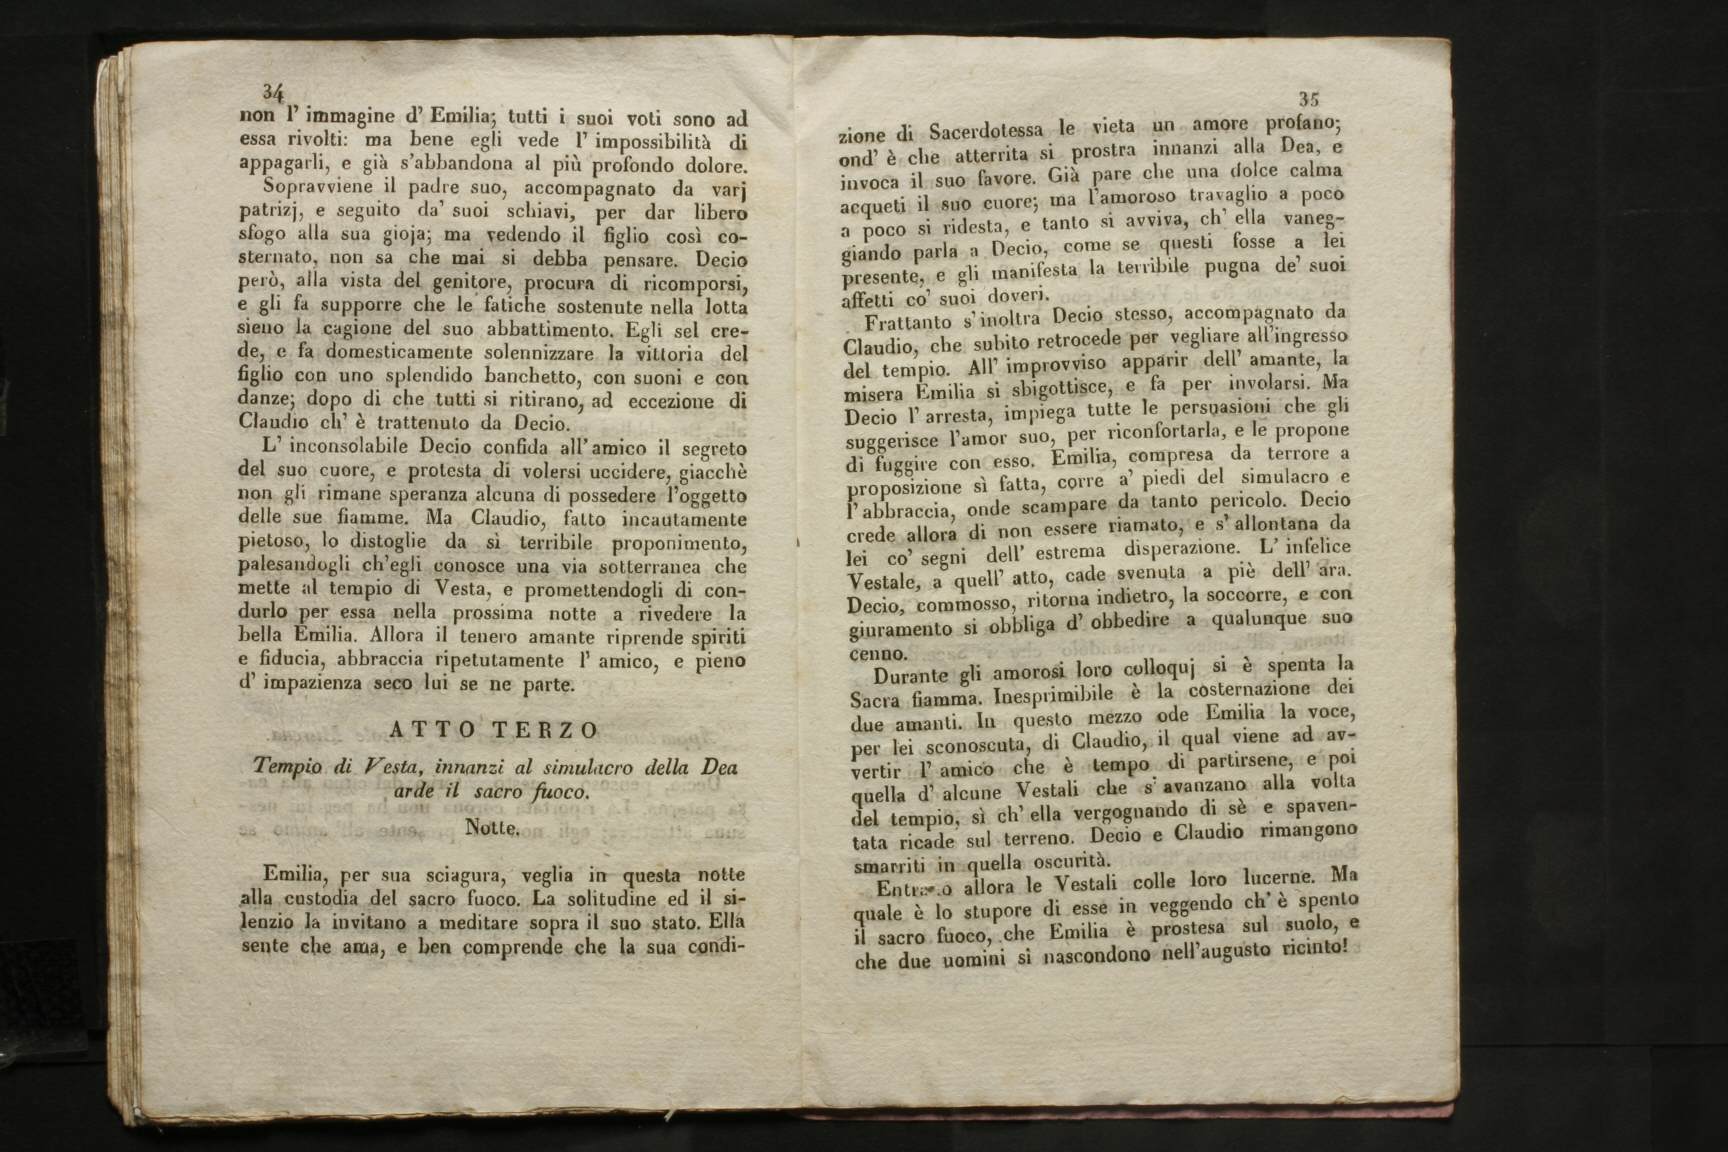 34
non l' immagine d' Emilia; tutti i suoi voti sono ad
essa rivolti: ma bene egli vede l' impossibilità di
appagarli, e già s'abbandona al più profondo dolore.
Sopravviene il padre suo, accompagnato da varj
patrizj, e seguito da' suoi schiavi, per dar libero
sfogo alla sua gioja; ma vedendo il figlio così co-
sternato, non sa che mai si debba pensare. Decio
però, alla vista del genitore, procura di ricomporsi,
e gli fa supporre che le fatiche sostenute nella lotta
sieno la cagione del suo abbattimento. Egli sel cre-
de, e fa domesticamente solennizzare la vittoria del
figlio con uno splendido banchetto, con suoni e con
danze; dopo di che tutti si ritirano, ad eccezione di
Claudio ch' è trattenuto da Decio.
L' inconsolabile Decio confida all' amico il segreto
del suo cuore, e protesta di volersi uccidere, giacchè
non gli rimane speranza alcuna di possedere l'oggetto
delle sue fiamme. Ma Claudio, fatto incautamente
pietoso, lo distoglie da sì terribile proponimento,
palesandogli ch'egli conosce una via sotterranea che
mette al tempio di Vesta, e promettendogli di con-
durlo per essa nella prossima notte a rivedere la
bella Emilia. Allora il tenero amante riprende spiriti
e fiducia, abbraccia ripetutamente l' amico, e pieno
d' impazienza seco lui se ne parte.
ATTO TERZO
Tempio di Vesta, innanzi al simulacro della Dea
arde il sacro fuoco.
Notte.
Emilia, per sua sciagura, veglia in questa notte
alla custodia del sacro fuoco. La solitudine ed il si-
lenzio la invitano a meditare sopra il suo stato. Ella
sente che ama, e ben comprende che la sua condi-
35
zione di Sacerdotessa le vieta un amore profano;
ond' è che atterrita si prostra innanzi alla Dea, e
invoca il suo favore. Già pare che una dolce calma
acqueti il suo cuore; ma l'amoroso travaglio a poco
a poco si ridesta, e tanto si avviva, ch' ella vaneg-
giando parla a Decio, come se questi fosse a lei
presente, e gli manifesta la terribile pugna de' suoi
affetti co' suoi doveri.
Frattanto s'inoltra Decio stesso, accompagnato da
Claudio, che subito retrocede per vegliare all'ingresso
del tempio. All' improvviso apparir dell' amante, la
misera Emilia si sbigottisce, e fa per involarsi. Ma
Decio l' arresta, impiega tutte le persuasioni che gli
suggerisce l'amor suo, per riconfortarla, e le propone
di fuggire con esso. Emilia, compresa da terrore a
proposizione sì fatta, corre a' piedi del simulacro e
l' abbraccia, onde scampare da tanto pericolo. Decio
crede allora di non essere riamato, e s' allontana da
lei co' segni dell' estrema disperazione. L' infelice
Vestale, a quell' atto, cade svenuta a piè dell' ara.
Decio, commosso, ritorna indietro, la soccorre, e con
giuramento si obbliga d' obbedire a qualunque suo
cenno.
Durante gli amorosi loro colloquj si è spenta la
Sacra fiamma. Inesprimibile è la costernazione dei
due amanti. In questo mezzo ode Emilia la voce,
per lei sconoscuta, di Claudio, il qual viene ad av-
vertir l' amico che è tempo di partirsene, e poi
quella d' alcune Vestali che s' avanzano alla volta
del tempio, sì ch' ella vergognando di sè e spaven-
tata ricade sul terreno. Decio e Claudio rimangono
smarriti in quella oscurità.
allora le Vestali colle loro lucerne. Ma
quale è lo stupore di esse in veggendo ch' è spento
il sacro fuoco, che Emilia è prostesa sul suolo, e
che due uomini si nascondono nell'augusto ricinto!